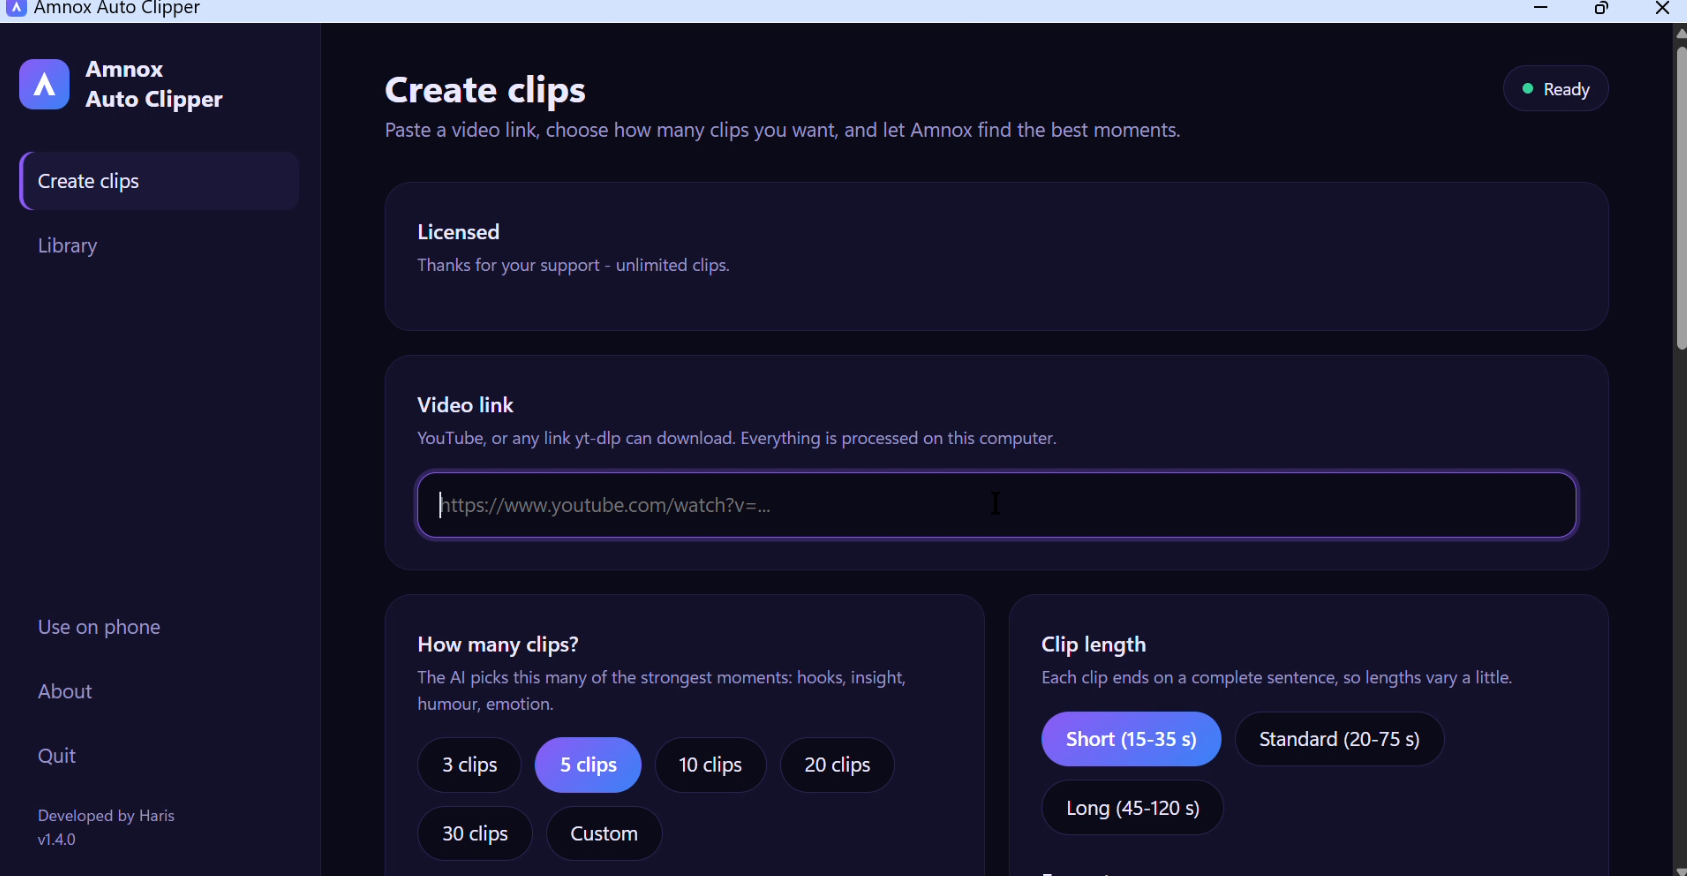 Amnox Auto Clipper
Amnox
Auto Clipper
Create clips
Library
Use on phone
About
Quit
Developed by Haris
v1.4.0
Create clips
Paste a video link, choose how many clips you want, and let Amnox find the best moments.
Ready
Licensed
Thanks for your support - unlimited clips.
Video link
YouTube, or any link yt-dlp can download. Everything is processed on this computer.
https://www.youtube.com/watch?v=...
How many clips?
The AI picks this many of the strongest moments: hooks, insight,
humour, emotion.
3 clips
5 clips
10 clips
20 clips
30 clips
Custom
Clip length
Each clip ends on a complete sentence, so lengths vary a little.
Short (15-35 s)
Standard (20-75 s)
Long (45-120 s)